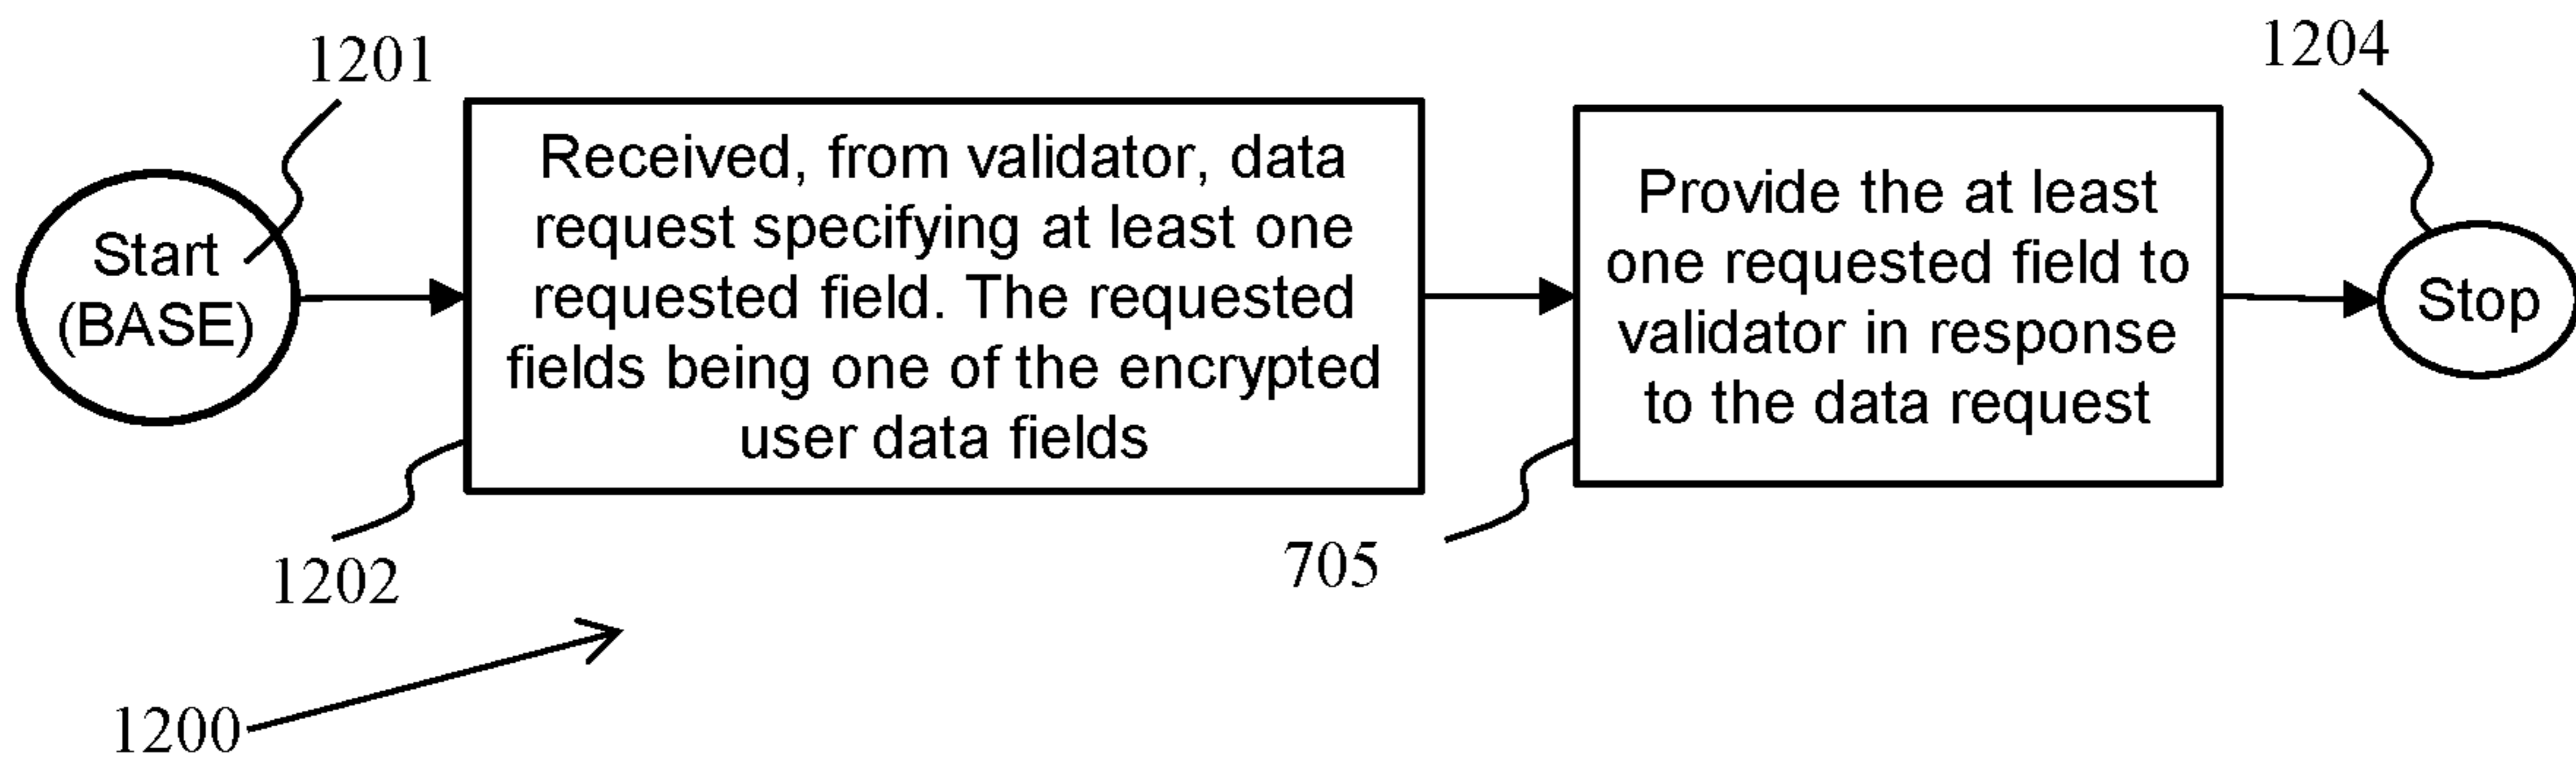 1201
1204
Start
(BASE)
Received, from validator, data
request specifying at least one
requested field. The requested
fields being one of the encrypted
user data fields
Provide the at least
one requested field to
validator in response
to the data request
Stop
1202
705
1200